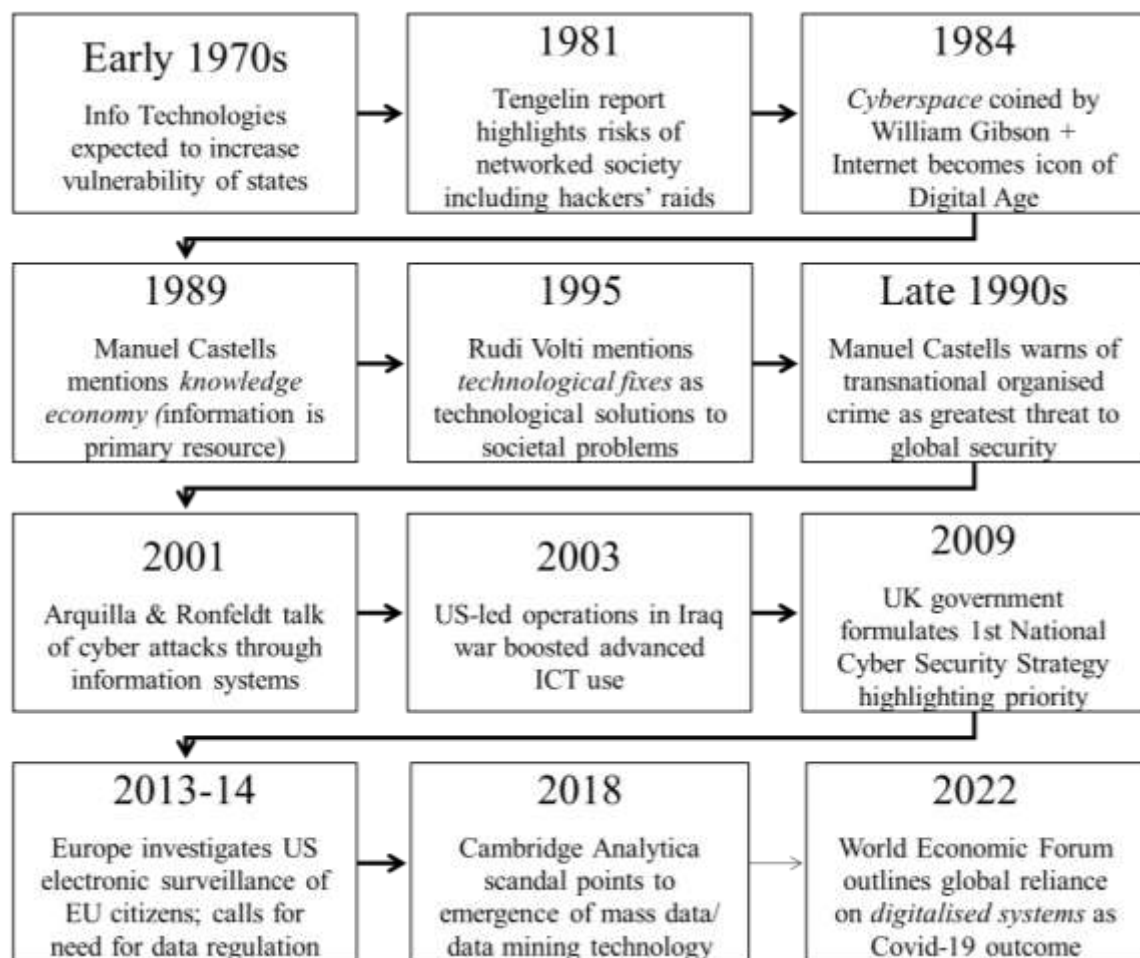 Early 1970s
Info Technologies
expected to increase
vulnerability of states
1981
Tengelin report
highlights risks of
networked society
including hackers' raids
1984
Cyberspace coined by
William Gibson +
Internet becomes icon of
Digital Age
1989
Manuel Castells
mentions knowledge
economy (information is
primary resource)
1995
Rudi Volti mentions
technological fixes as
technological solutions to
societal problems
Late 1990s
Manuel Castells warns of
transnational organised
crime as greatest threat to
global security
2001
Arquilla & Ronfeldt talk
of cyber attacks through
information systems
2003
US-led operations in Iraq
war boosted advanced
ICT use
2009
UK government
formulates 1st National
Cyber Security Strategy
highlighting priority
2013-14
Europe investigates US
electronic surveillance of
EU citizens; calls for
need for data regulation
2018
Cambridge Analytica
scandal points to
emergence of mass data/
data mining technology
2022
World Economic Forum
outlines global reliance
on digitalised systems as
Covid-19 outcome